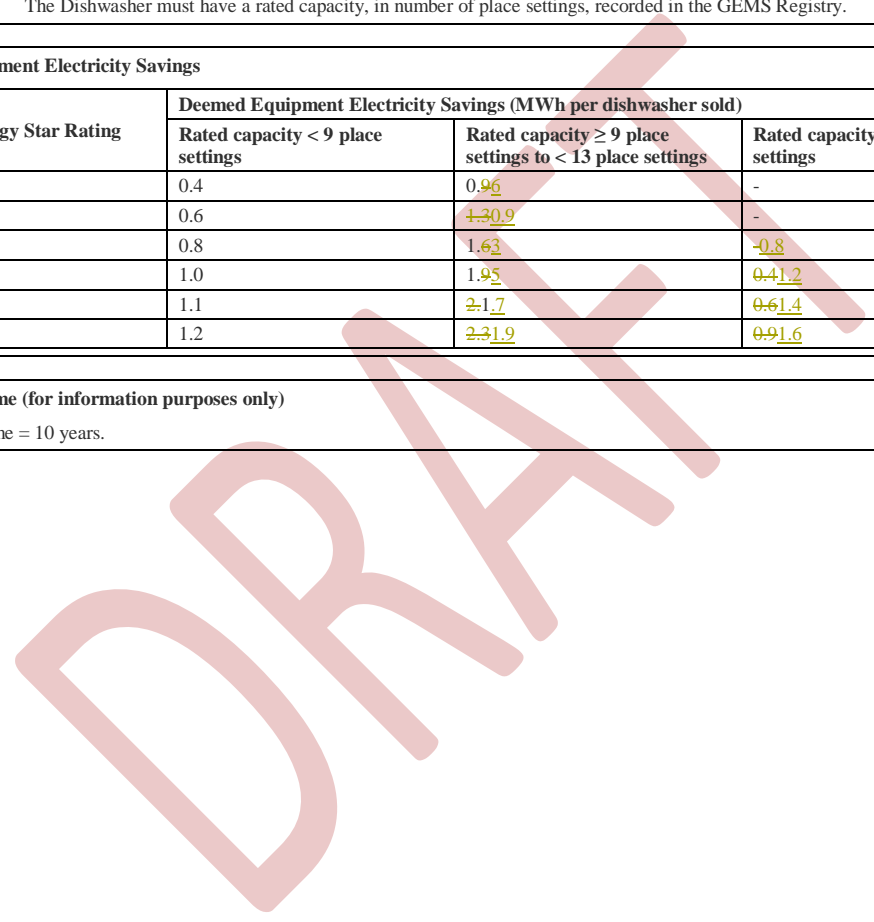 The Dishwasher must have a rated capacity, in number of place settings, recorded in the GEMS Registry.
ment Electricity Savings
gy Star Rating
Deemed Equipment Electricity Savings (MWh per dishwasher sold)
Rated capacity < 9 place
settings
Rated capacity ≥ 9 place
settings to < 13 place settings
Rated capacity
settings
0.4 0.96 -
0.6 1.30.9 -
0.8 1.63 -0.8
1.0 1.95 0.41.2
1.1 2.1.7 0.61.4
1.2 2.31.9 0.91.6
me (for information purposes only)
me = 10 years.
DRAFT